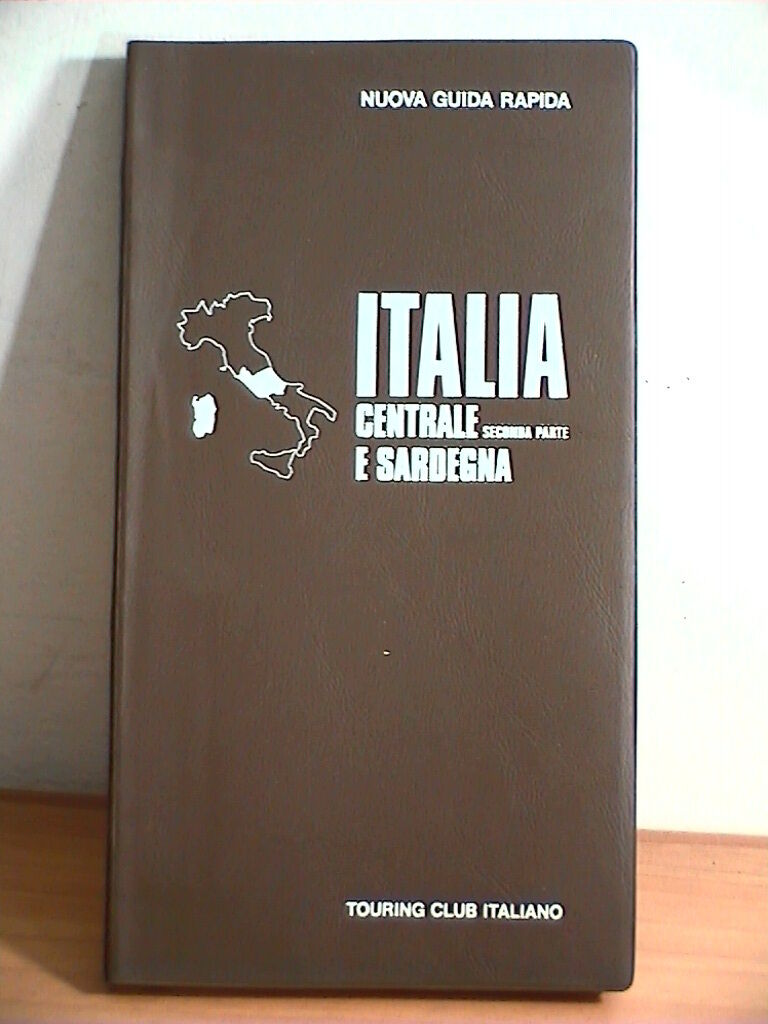 NUOVA GUIDA RAPIDA
ITALIA
CENTRALE SECONDA PARTE
E SARDEGNA
TOURING CLUB ITALIANO